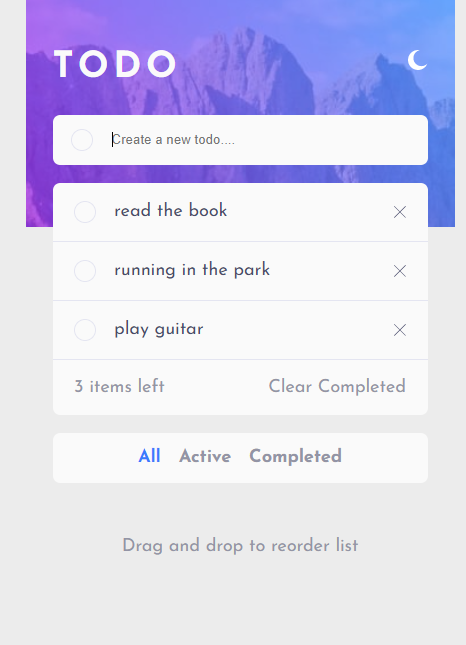 TODO
Create a new todo....
read the book
running in the park
play guitar
3 items left Clear Completed
All Active Completed
Drag and drop to reorder list